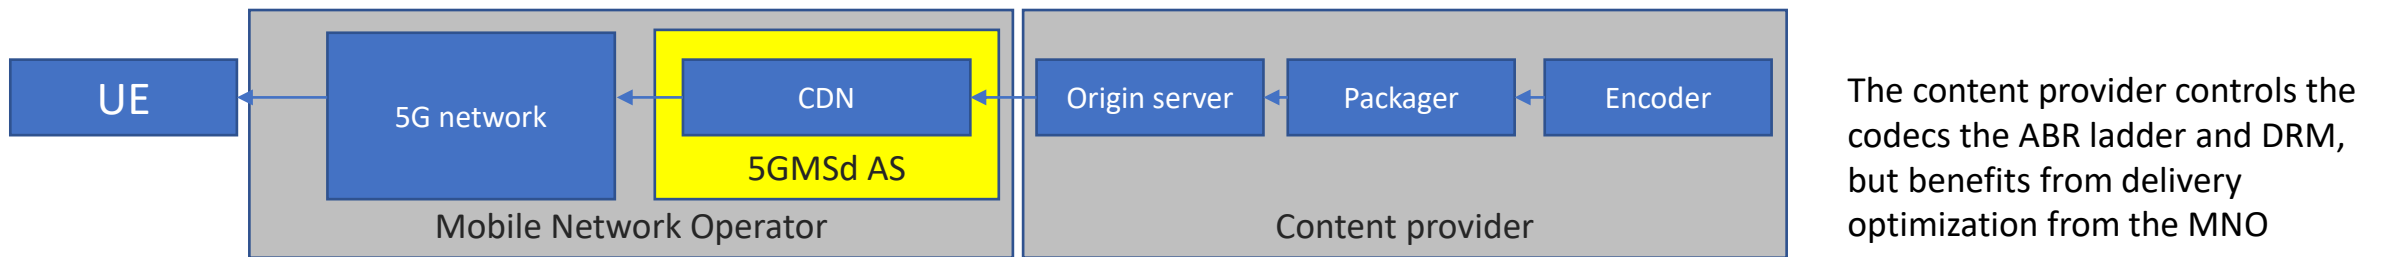 UE
5G network
CDN
5GMSd AS
Mobile Network Operator
Origin server
Packager
Encoder
Content provider
The content provider controls the
codecs the ABR ladder and DRM,
but benefits from delivery
optimization from the MNO